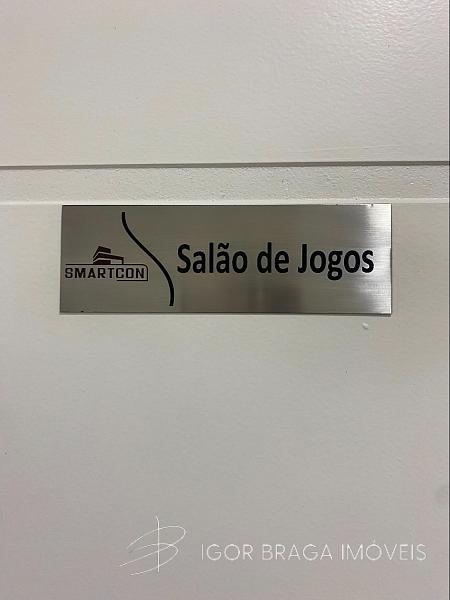 SMARTCON
Salão de Jogos
IGOR BRAGA IMÓVEIS